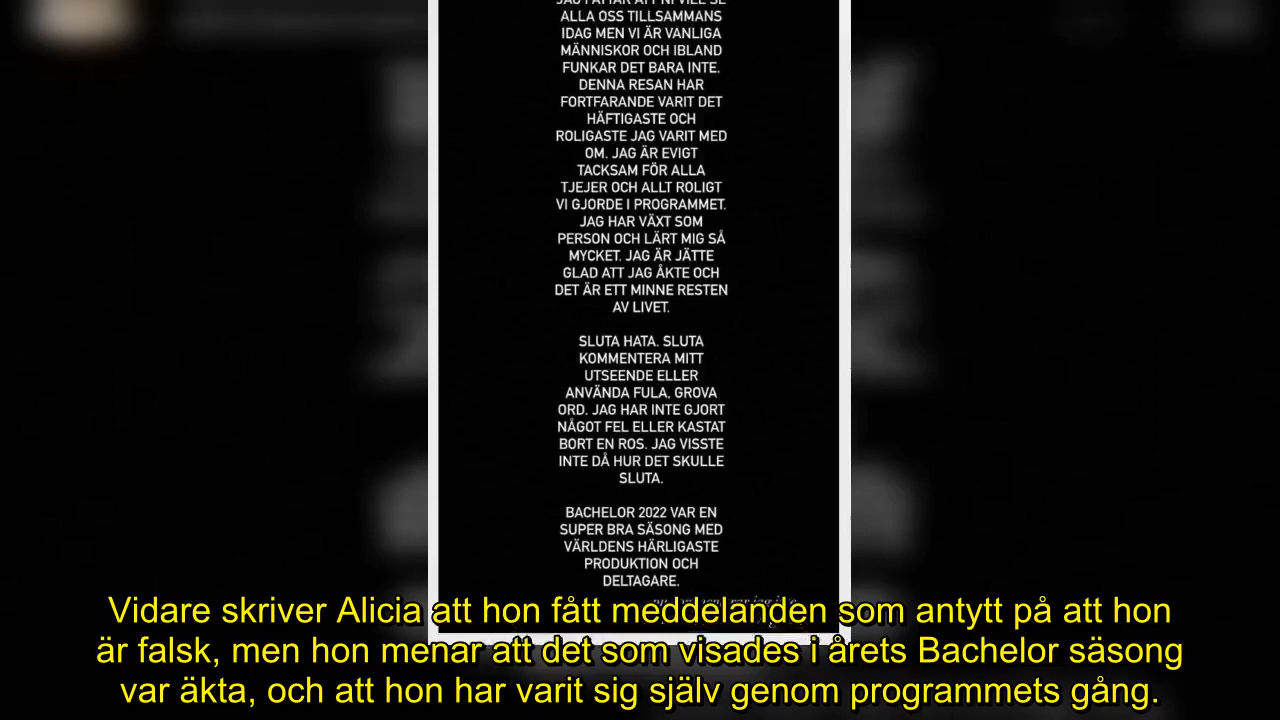 JAG FATTAR ATT NI VILL SE
ALLA OSS TILLSAMMANS
IDAG MEN VI ÄR VANLIGA
MÄNNISKOR OCH IBLAND
FUNKAR DET BARA INTE.
DENNA RESAN HAR
FORTFARANDE VARIT DET
HÄFTIGASTE OCH
ROLIGASTE JAG VARIT MED
OM. JAG ÄR EVIGT
TACKSAM FÖR ALLA
TJEJER OCH ALLT ROLIGT
VI GJORDE I PROGRAMMET.
JAG HAR VÄXT SOM
PERSON OCH LÄRT MIG SÅ
MYCKET. JAG ÄR JÄTTE
GLAD ATT JAG ÅKTE OCH
DET ÄR ETT MINNE RESTEN
AV LIVET.
SLUTA HATA. SLUTA
KOMMENTERA MITT
UTSEENDE ELLER
ANVÄNDA FULA, GROVA
ORD. JAG HAR INTE GJORT
NÅGOT FEL ELLER KASTAT
BORT EN ROS. JAG VISSTE
INTE DÅ HUR DET SKULLE
SLUTA.
BACHELOR 2022 VAR EN
SUPER BRA SÄSONG MED
VÄRLDENS HÄRLIGASTE
PRODUKTION OCH
DELTAGARE.
Vidare skriver Alicia att hon fått meddelanden som antytt på att hon
är falsk, men hon menar att det som visades i årets Bachelor säsong
var äkta, och att hon har varit sig själv genom programmets gång.